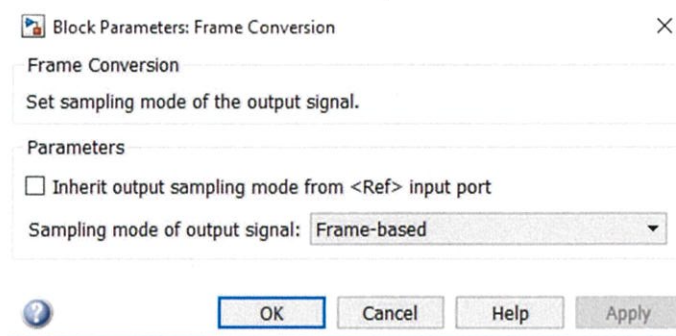 Block Parameters: Frame Conversion
Frame Conversion
Set sampling mode of the output signal.
Parameters
Inherit output sampling mode from <Ref> input port
Sampling mode of output signal: Frame-based
OK Cancel Help Apply